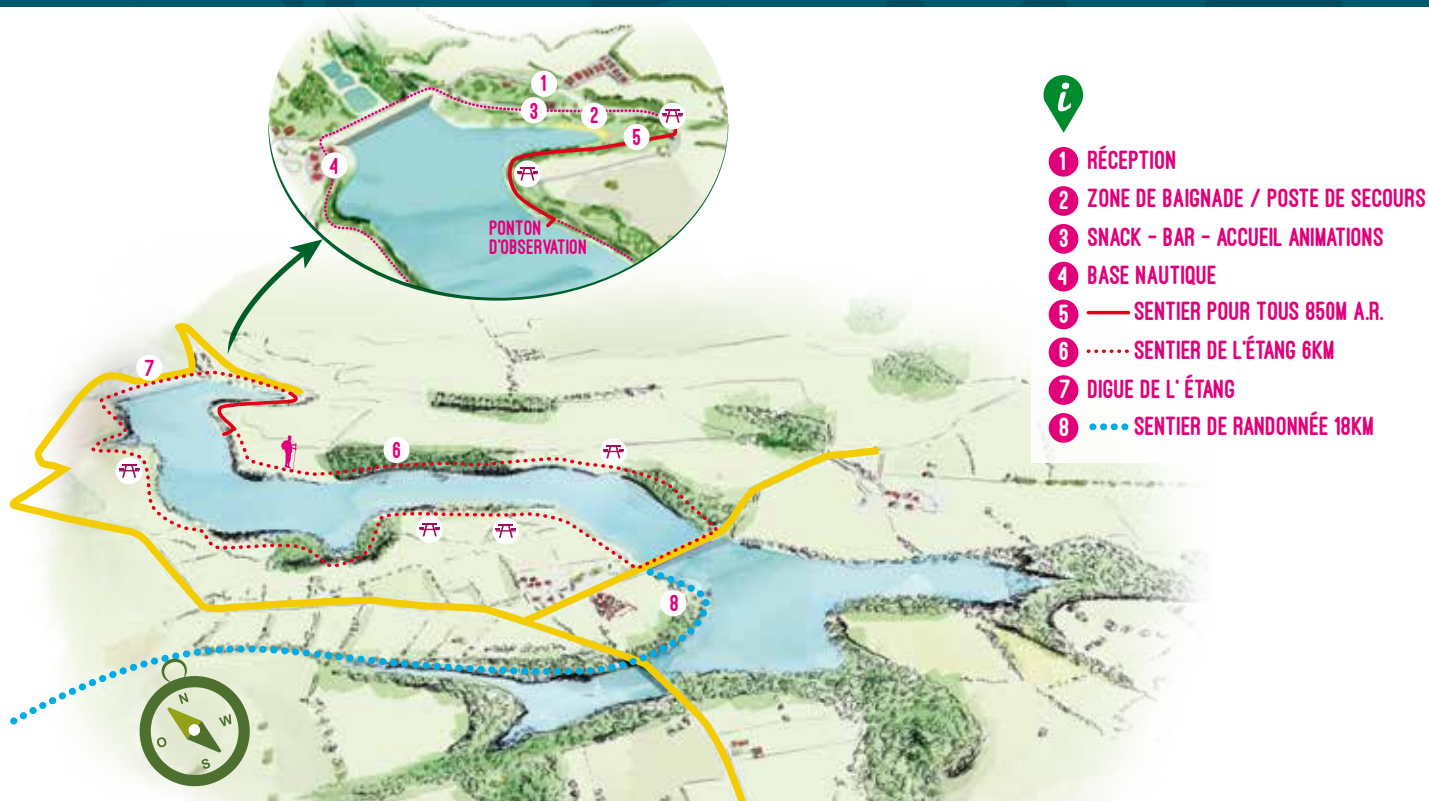 1
3
2
5
4
PONTON
D'OBSERVATION
i
1 RÉCEPTION
2 ZONE DE BAIGNADE / POSTE DE SECOURS
3 SNACK - BAR - ACCUEIL ANIMATIONS
4 BASE NAUTIQUE
5 SENTIER POUR TOUS 850M A.R.
6 SENTIER DE L'ÉTANG 6KM
7 DIGUE DE L' ÉTANG
8 SENTIER DE RANDONNÉE 18KM
7
6
8
N
W
O
S